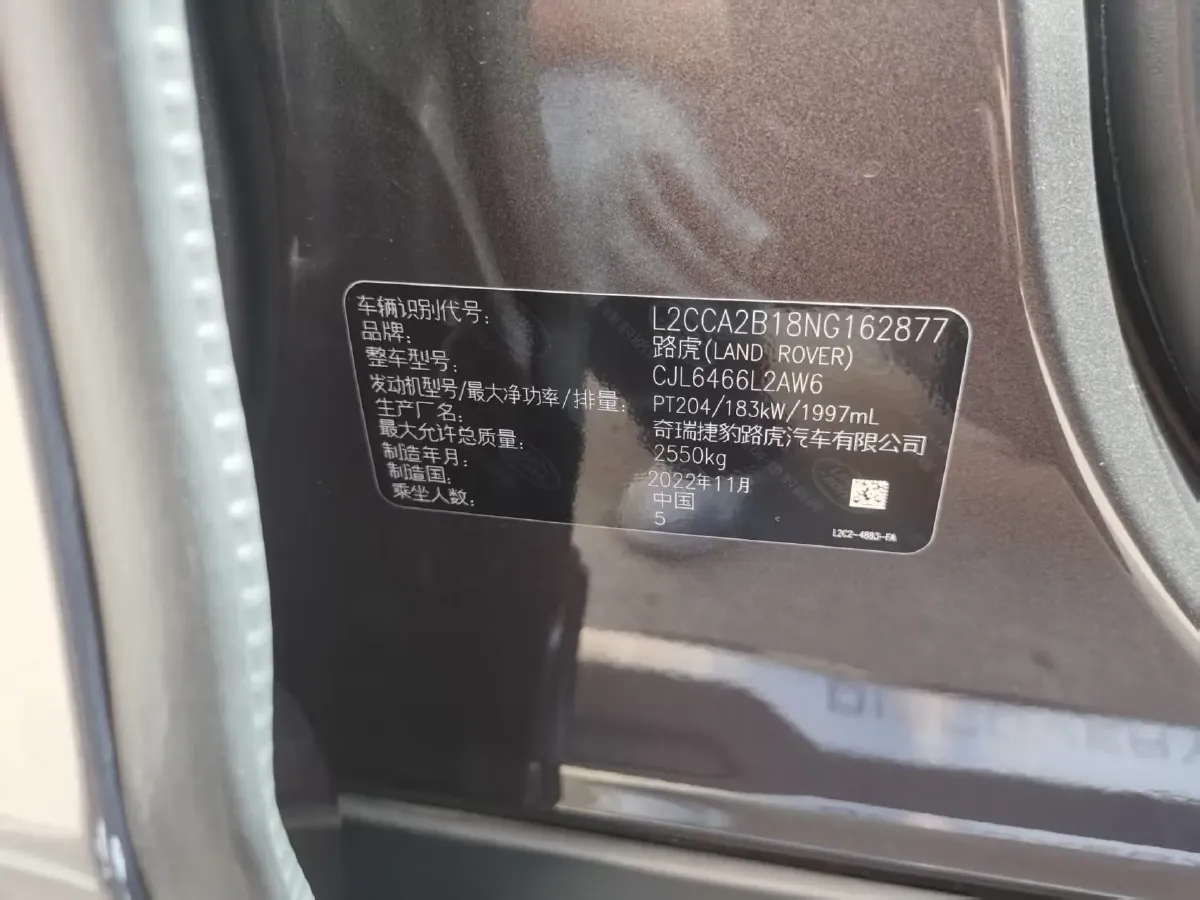 车辆识别代号: L2CCA2B18NG162877
品牌: 路虎(LAND ROVER)
整车型号: CJL6466L2AW6
发动机型号/最大净功率/排量: PT204/183kW/1997mL
生产厂名: 奇瑞捷豹路虎汽车有限公司
最大允许总质量: 2550kg
制造年月: 2022年11月
制造国: 中国
乘坐人数: 5